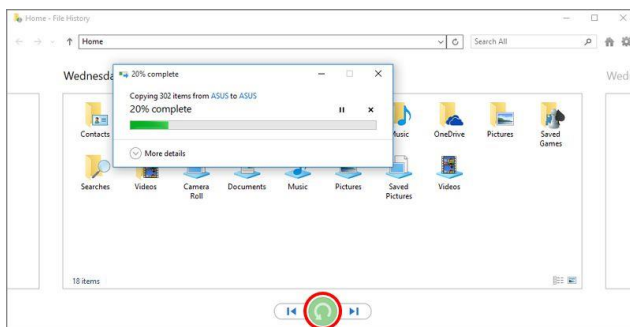 Home - File History
Home
Search All
Wednesda
Wed
20% complete
Copying 302 items from ASUS to ASUS
20% complete
More details
Contacts
Music
OneDrive
Pictures
Saved
Games
Searches
Videos
Camera
Roll
Documents
Music
Pictures
Saved
Pictures
Videos
18 items